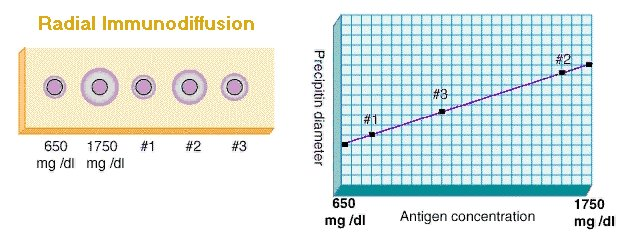 Radial Immunodiffusion
650
mg /dl
1750
mg /dl
#1
#2
#3
Precipitin diameter
#1
#3
#2
650
mg /dl
Antigen concentration
1750
mg /dl